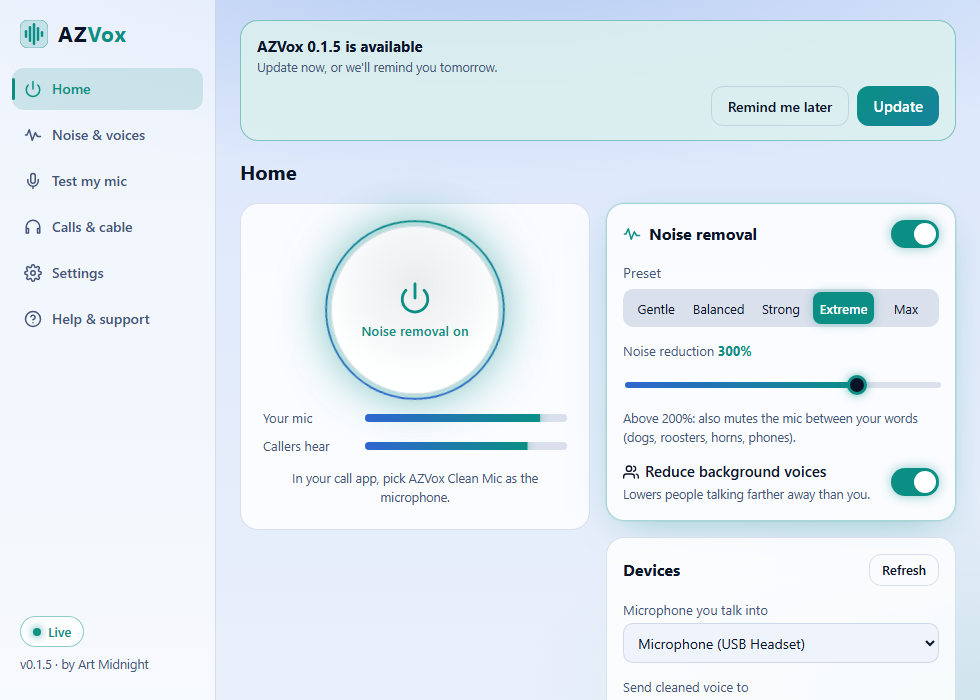 AZVox
Home
Noise & voices
Test my mic
Calls & cable
Settings
Help & support
Live
v0.1.5 · by Art Midnight
AZVox 0.1.5 is available
Update now, or we'll remind you tomorrow.
Remind me later
Update
Home
Noise removal on
Your mic
Callers hear
In your call app, pick AZVox Clean Mic as the
microphone.
Noise removal
Preset
Gentle Balanced Strong Extreme Max
Noise reduction 300%
Above 200%: also mutes the mic between your words
(dogs, roosters, horns, phones).
Reduce background voices
Lowers people talking farther away than you.
Devices
Refresh
Microphone you talk into
Microphone (USB Headset)
Send cleaned voice to